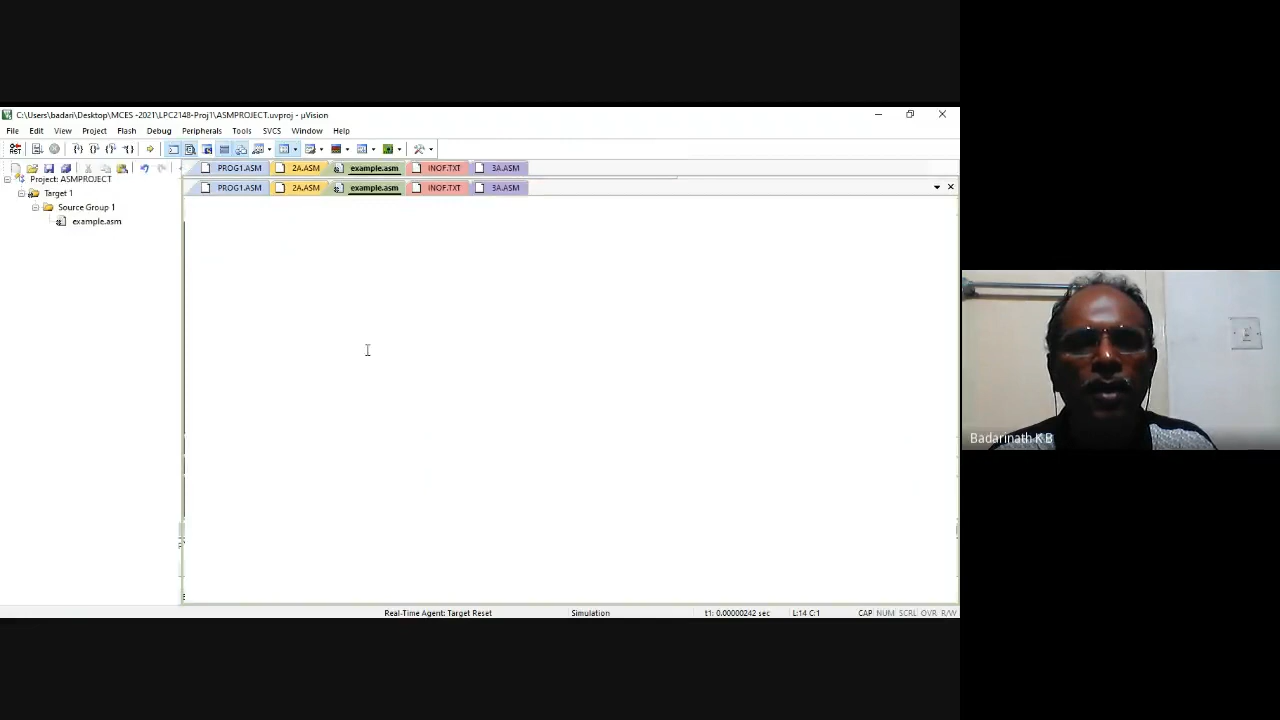 C:\Users\badari\Desktop\MCES -2021\LPC2148-Proj1\ASMPROJECT.uvproj - µVision
File Edit View Project Flash Debug Peripherals Tools SVCS Window Help
RST
PROG1.ASM 2A.ASM example.asm INOF.TXT 3A.ASM
Project: ASMPROJECT
PROG1.ASM 2A.ASM example.asm INOF.TXT 3A.ASM
Target 1
Source Group 1
example.asm
Badarinath K B
Real-Time Agent: Target Reset Simulation t1: 0.00000242 sec L:14 C:1 CAP NUM SCRL OVR R/W